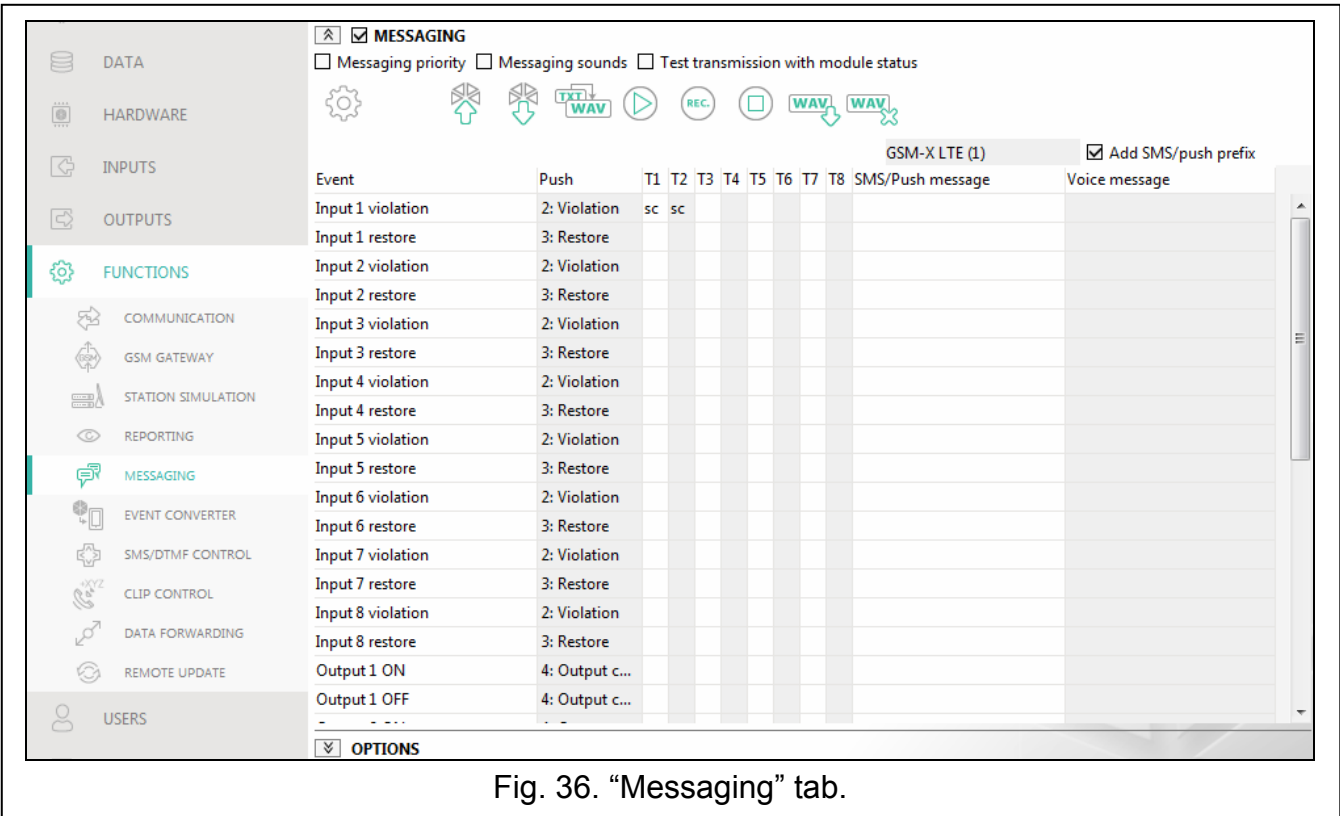 MESSAGING
Messaging priority Messaging sounds Test transmission with module status
TXT WAV REC. WAV WAV
GSM-X LTE (1) Add SMS/push prefix
Event Push T1 T2 T3 T4 T5 T6 T7 T8 SMS/Push message Voice message
Input 1 violation 2: Violation sc sc
Input 1 restore 3: Restore
Input 2 violation 2: Violation
Input 2 restore 3: Restore
Input 3 violation 2: Violation
Input 3 restore 3: Restore
Input 4 violation 2: Violation
Input 4 restore 3: Restore
Input 5 violation 2: Violation
Input 5 restore 3: Restore
Input 6 violation 2: Violation
Input 6 restore 3: Restore
Input 7 violation 2: Violation
Input 7 restore 3: Restore
Input 8 violation 2: Violation
Input 8 restore 3: Restore
Output 1 ON 4: Output c...
Output 1 OFF 4: Output c...
OPTIONS
DATA
HARDWARE
INPUTS
OUTPUTS
FUNCTIONS
COMMUNICATION
GSM GSM GATEWAY
STATION SIMULATION
REPORTING
MESSAGING
EVENT CONVERTER
SMS/DTMF CONTROL
+XYZ CLIP CONTROL
DATA FORWARDING
REMOTE UPDATE
USERS
Fig. 36. “Messaging” tab.